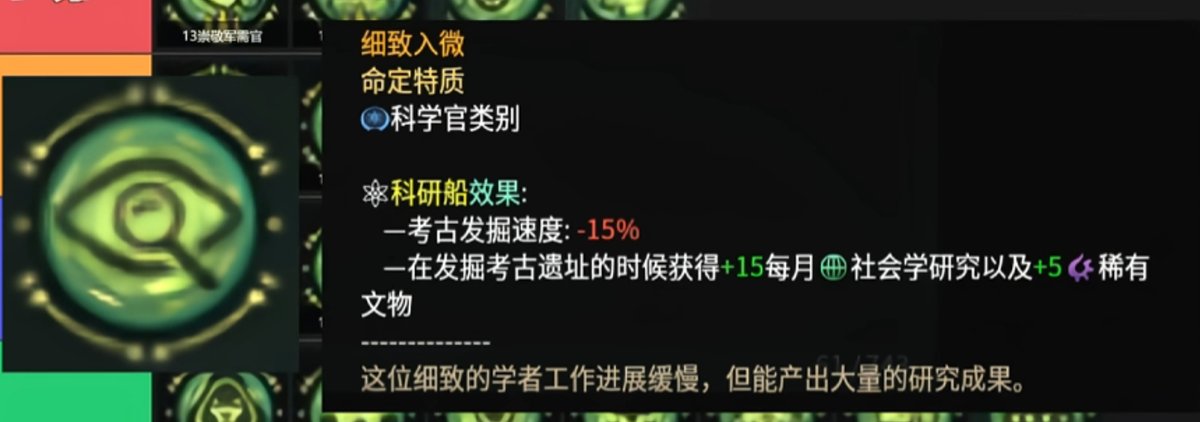 13崇敬军需官
细致入微
命定特质
科学官类别
科研船效果:
—考古发掘速度: -15%
—在发掘考古遗址的时候获得+15每月社会学研究以及+5稀有
文物
--------------
这位细致的学者工作进展缓慢，但能产出大量的研究成果。